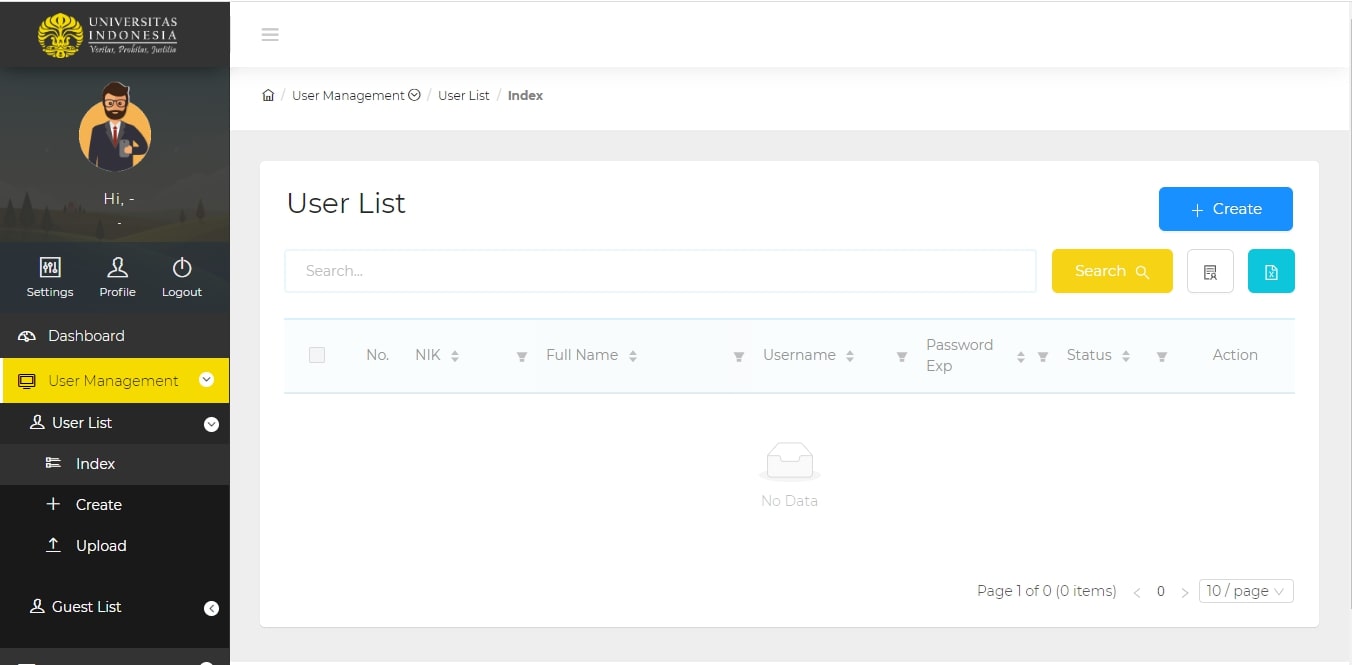 UNIVERSITAS
INDONESIA
Veritas, Probitas, Justitia
Hi, -
-
Settings
Profile
Logout
Dashboard
User Management
User List
Index
Create
Upload
Guest List
/ User Management / User List / Index
User List
+ Create
Search...
Search
No.
NIK
Full Name
Username
Password
Exp
Status
Action
No Data
Page 1 of 0 (0 items) < 0 > 10 / page